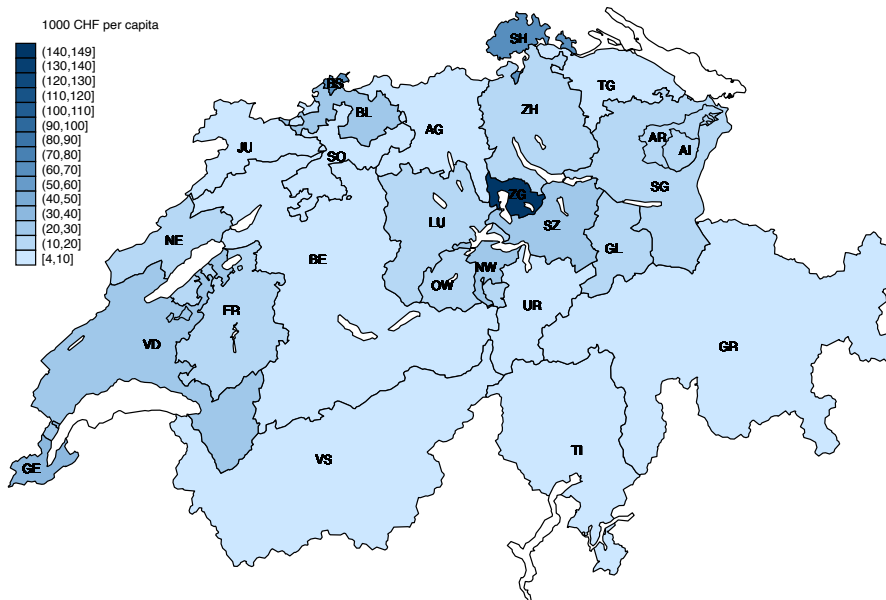 1000 CHF per capita
(140,149]
(130,140]
(120,130]
(110,120]
(100,110]
(90,100]
(80,90]
(70,80]
(60,70]
(50,60]
(40,50]
(30,40]
(20,30]
(10,20]
[4,10]
SH
BS
TG
BL
ZH
AG
AR
AI
JU
SO
SG
ZG
LU
SZ
NE
GL
BE
NW
OW
UR
FR
VD
GR
TI
VS
GE